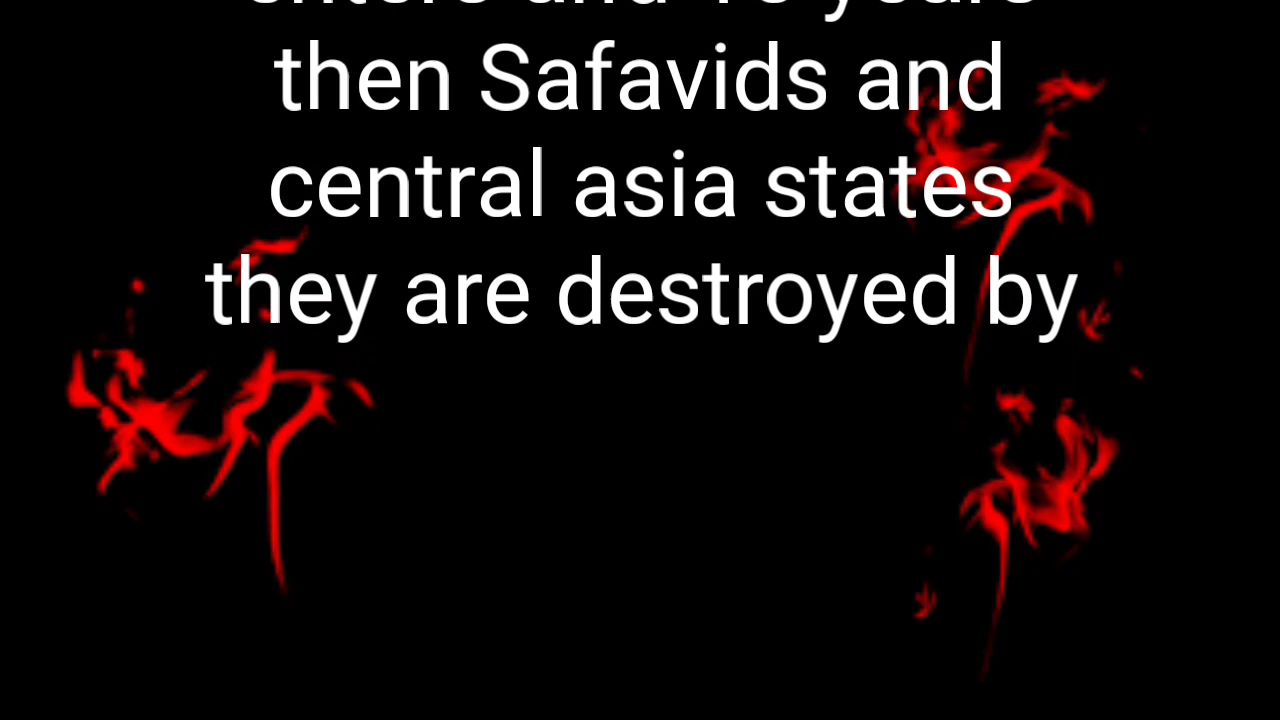 then Safavids and
central asia states
they are destroyed by